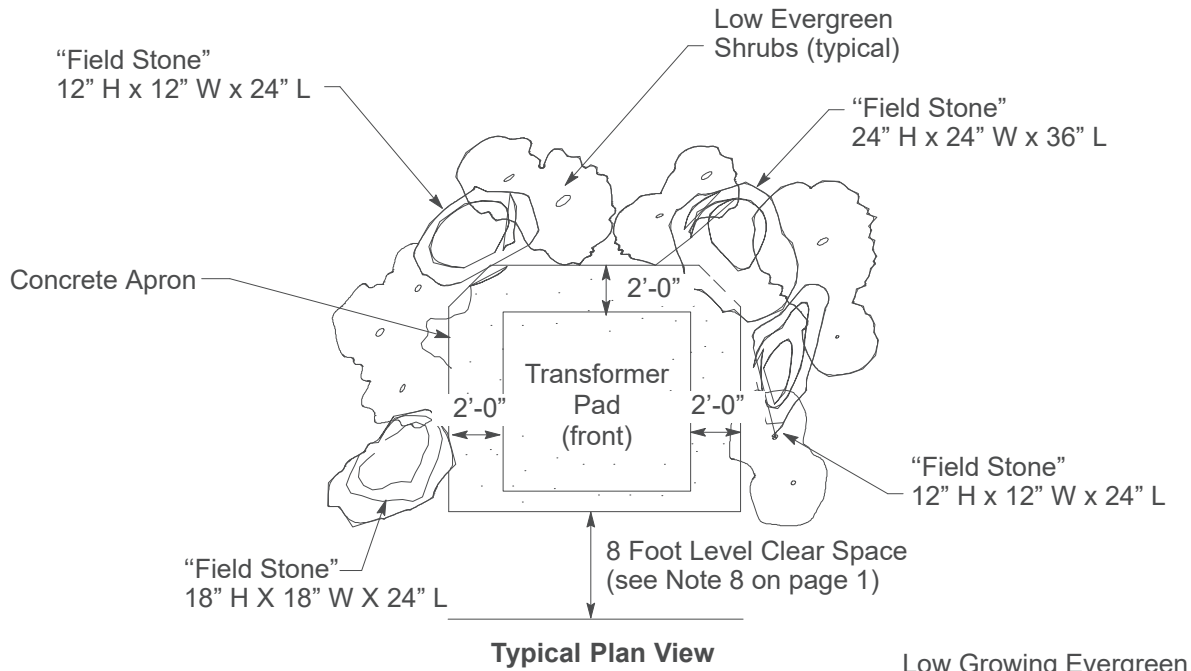 Low Evergreen
Shrubs (typical)
“Field Stone”
12” H x 12” W x 24” L
“Field Stone”
24” H x 24” W x 36” L
Concrete Apron
2’-0”
Transformer
Pad
(front)
2’-0”
2’-0”
“Field Stone”
12” H x 12” W x 24” L
8 Foot Level Clear Space
(see Note 8 on page 1)
“Field Stone”
18” H X 18” W X 24” L
Typical Plan View
Low Growing Evergreen